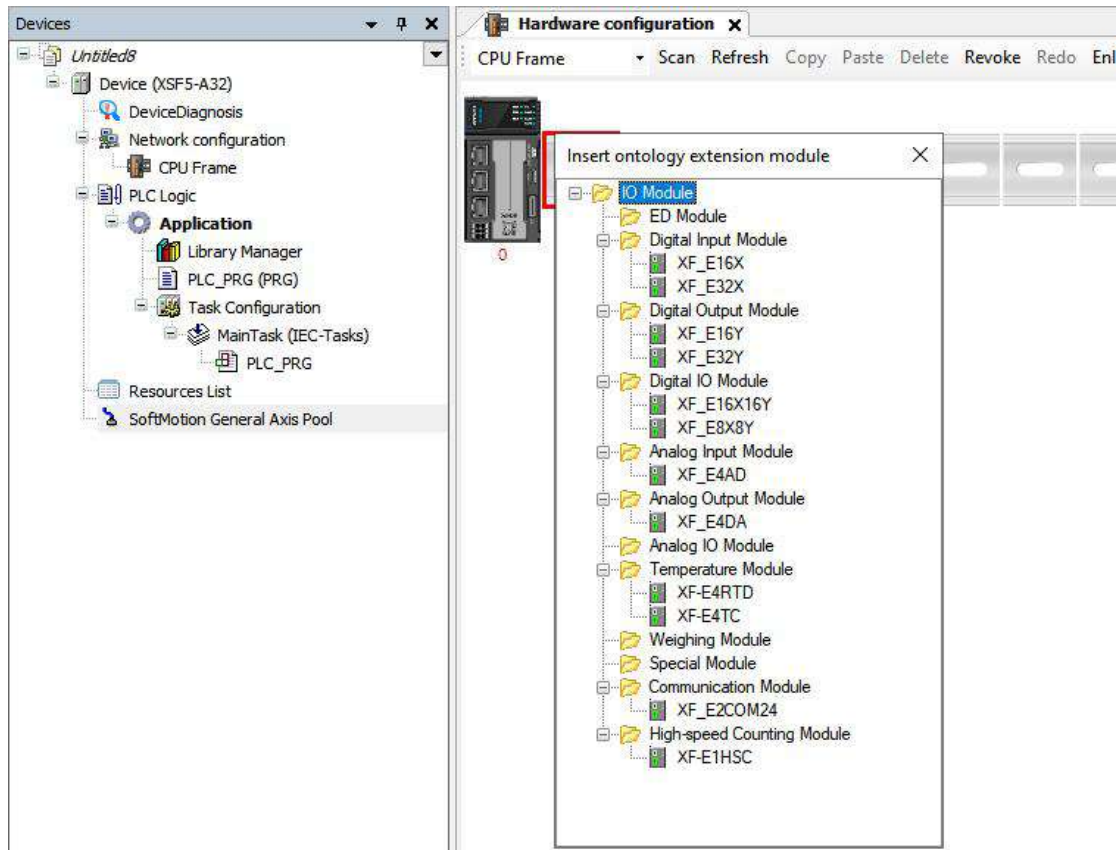 Devices
Untitled8
Device (XSF5-A32)
DeviceDiagnosis
Network configuration
CPU Frame
PLC Logic
Application
Library Manager
PLC_PRG (PRG)
Task Configuration
MainTask (IEC-Tasks)
PLC_PRG
Resources List
SoftMotion General Axis Pool
Hardware configuration
CPU Frame Scan Refresh Copy Paste Delete Revoke Redo Enl
0
Insert ontology extension module
IO Module
ED Module
Digital Input Module
XF_E16X
XF_E32X
Digital Output Module
XF_E16Y
XF_E32Y
Digital IO Module
XF_E16X16Y
XF_E8X8Y
Analog Input Module
XF_E4AD
Analog Output Module
XF_E4DA
Analog IO Module
Temperature Module
XF-E4RTD
XF-E4TC
Weighing Module
Special Module
Communication Module
XF_E2COM24
High-speed Counting Module
XF-E1HSC